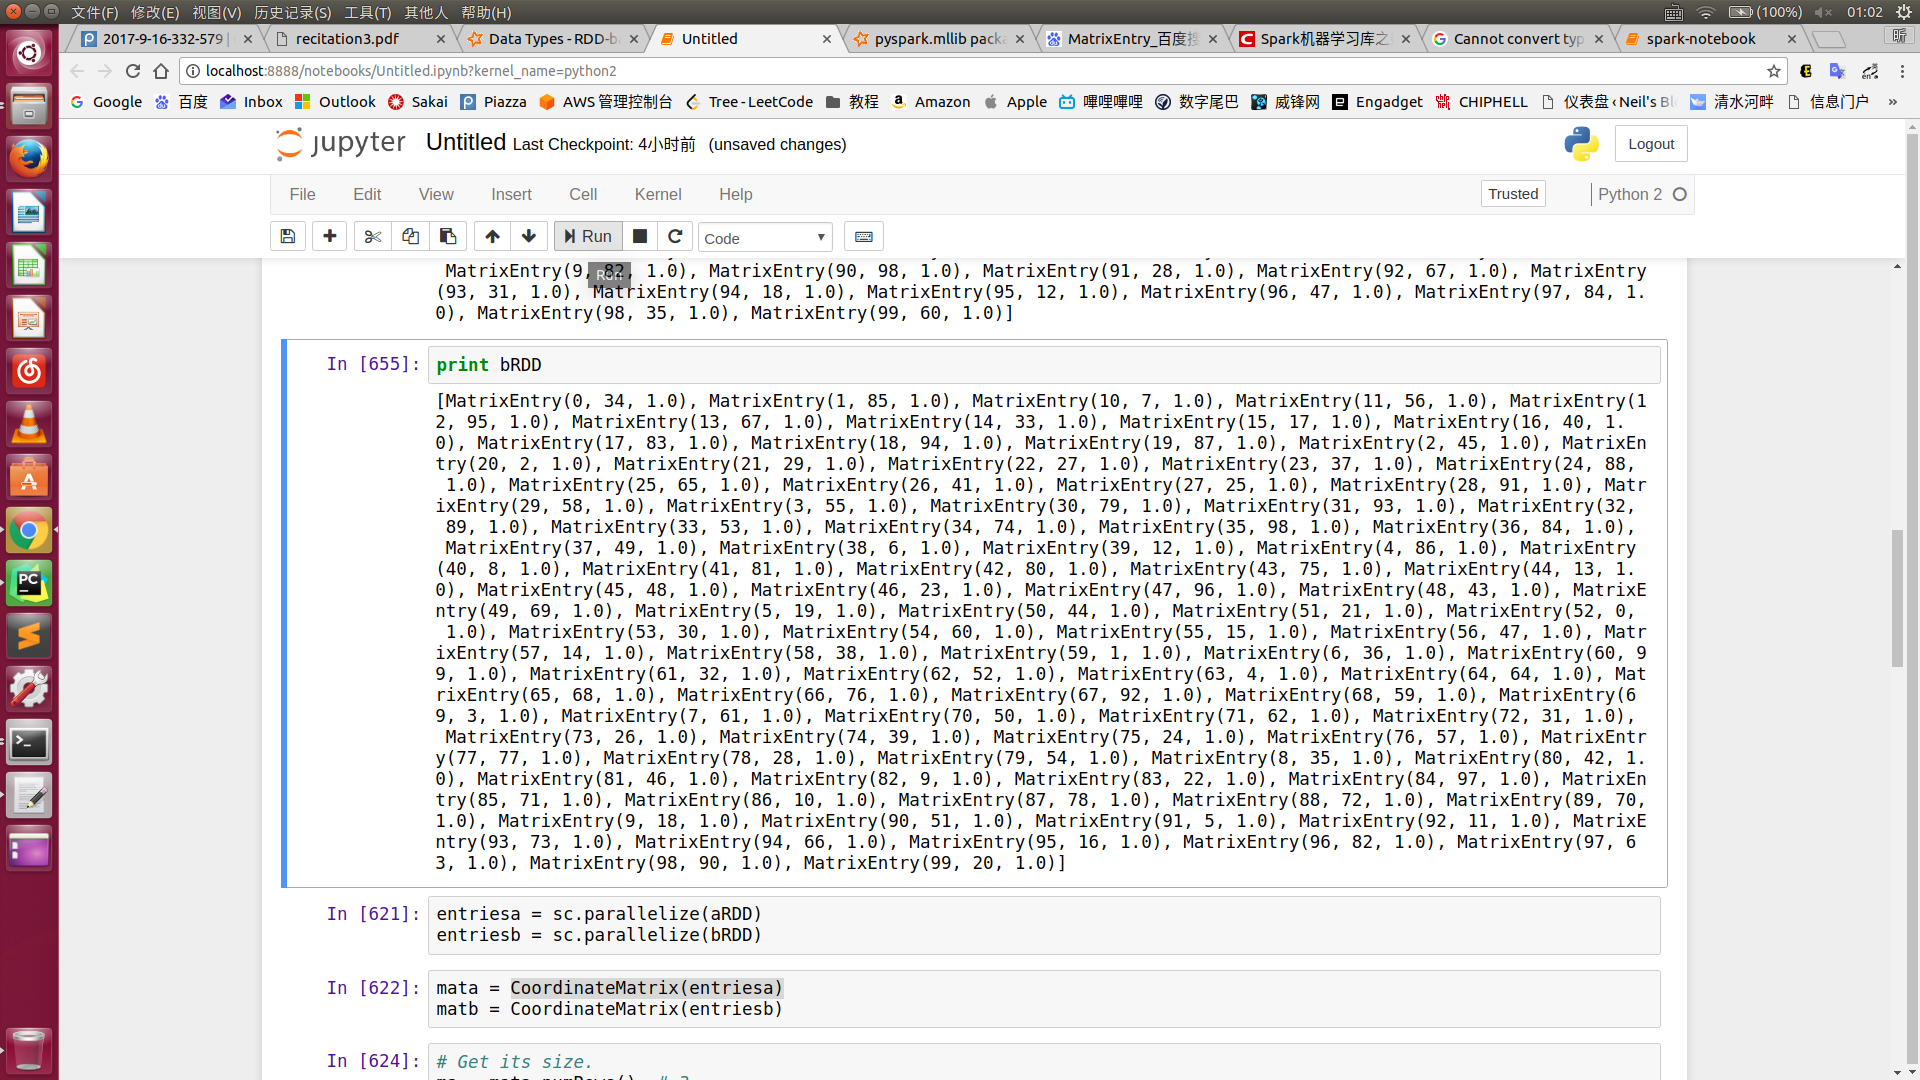 文件(F) 修改(E) 视图(V) 历史记录(S) 工具(T) 其他人 帮助(H)
(100%) 01:02
2017-9-16-332-579 |
recitation3.pdf
Data Types - RDD-b
Untitled
pyspark.mllib pack
MatrixEntry_百度搜
Spark机器学习库之
Cannot convert typ
spark-notebook
昕
localhost:8888/notebooks/Untitled.ipynb?kernel_name=python2
Google 百度 Inbox Outlook Sakai Piazza AWS 管理控制台 Tree - LeetCode 教程 Amazon Apple 嗶哩嗶哩 数字尾巴 威锋网 Engadget CHIPHELL 仪表盘 ‹ Neil's Bl 清水河畔 信息门户 »
jupyter Untitled Last Checkpoint: 4小时前 (unsaved changes)
Logout
File Edit View Insert Cell Kernel Help
Trusted Python 2
Run Code
Run
MatrixEntry(9, 82, 1.0), MatrixEntry(90, 98, 1.0), MatrixEntry(91, 28, 1.0), MatrixEntry(92, 67, 1.0), MatrixEntry
(93, 31, 1.0), MatrixEntry(94, 18, 1.0), MatrixEntry(95, 12, 1.0), MatrixEntry(96, 47, 1.0), MatrixEntry(97, 84, 1.
0), MatrixEntry(98, 35, 1.0), MatrixEntry(99, 60, 1.0)]
In [655]: print bRDD
[MatrixEntry(0, 34, 1.0), MatrixEntry(1, 85, 1.0), MatrixEntry(10, 7, 1.0), MatrixEntry(11, 56, 1.0), MatrixEntry(1
2, 95, 1.0), MatrixEntry(13, 67, 1.0), MatrixEntry(14, 33, 1.0), MatrixEntry(15, 17, 1.0), MatrixEntry(16, 40, 1.
0), MatrixEntry(17, 83, 1.0), MatrixEntry(18, 94, 1.0), MatrixEntry(19, 87, 1.0), MatrixEntry(2, 45, 1.0), MatrixEn
try(20, 2, 1.0), MatrixEntry(21, 29, 1.0), MatrixEntry(22, 27, 1.0), MatrixEntry(23, 37, 1.0), MatrixEntry(24, 88,
1.0), MatrixEntry(25, 65, 1.0), MatrixEntry(26, 41, 1.0), MatrixEntry(27, 25, 1.0), MatrixEntry(28, 91, 1.0), Matr
ixEntry(29, 58, 1.0), MatrixEntry(3, 55, 1.0), MatrixEntry(30, 79, 1.0), MatrixEntry(31, 93, 1.0), MatrixEntry(32,
89, 1.0), MatrixEntry(33, 53, 1.0), MatrixEntry(34, 74, 1.0), MatrixEntry(35, 98, 1.0), MatrixEntry(36, 84, 1.0),
MatrixEntry(37, 49, 1.0), MatrixEntry(38, 6, 1.0), MatrixEntry(39, 12, 1.0), MatrixEntry(4, 86, 1.0), MatrixEntry
(40, 8, 1.0), MatrixEntry(41, 81, 1.0), MatrixEntry(42, 80, 1.0), MatrixEntry(43, 75, 1.0), MatrixEntry(44, 13, 1.
0), MatrixEntry(45, 48, 1.0), MatrixEntry(46, 23, 1.0), MatrixEntry(47, 96, 1.0), MatrixEntry(48, 43, 1.0), MatrixE
ntry(49, 69, 1.0), MatrixEntry(5, 19, 1.0), MatrixEntry(50, 44, 1.0), MatrixEntry(51, 21, 1.0), MatrixEntry(52, 0,
1.0), MatrixEntry(53, 30, 1.0), MatrixEntry(54, 60, 1.0), MatrixEntry(55, 15, 1.0), MatrixEntry(56, 47, 1.0), Matr
ixEntry(57, 14, 1.0), MatrixEntry(58, 38, 1.0), MatrixEntry(59, 1, 1.0), MatrixEntry(6, 36, 1.0), MatrixEntry(60, 9
9, 1.0), MatrixEntry(61, 32, 1.0), MatrixEntry(62, 52, 1.0), MatrixEntry(63, 4, 1.0), MatrixEntry(64, 64, 1.0), Mat
rixEntry(65, 68, 1.0), MatrixEntry(66, 76, 1.0), MatrixEntry(67, 92, 1.0), MatrixEntry(68, 59, 1.0), MatrixEntry(6
9, 3, 1.0), MatrixEntry(7, 61, 1.0), MatrixEntry(70, 50, 1.0), MatrixEntry(71, 62, 1.0), MatrixEntry(72, 31, 1.0),
MatrixEntry(73, 26, 1.0), MatrixEntry(74, 39, 1.0), MatrixEntry(75, 24, 1.0), MatrixEntry(76, 57, 1.0), MatrixEntr
y(77, 77, 1.0), MatrixEntry(78, 28, 1.0), MatrixEntry(79, 54, 1.0), MatrixEntry(8, 35, 1.0), MatrixEntry(80, 42, 1.
0), MatrixEntry(81, 46, 1.0), MatrixEntry(82, 9, 1.0), MatrixEntry(83, 22, 1.0), MatrixEntry(84, 97, 1.0), MatrixEn
try(85, 71, 1.0), MatrixEntry(86, 10, 1.0), MatrixEntry(87, 78, 1.0), MatrixEntry(88, 72, 1.0), MatrixEntry(89, 70,
1.0), MatrixEntry(9, 18, 1.0), MatrixEntry(90, 51, 1.0), MatrixEntry(91, 5, 1.0), MatrixEntry(92, 11, 1.0), MatrixE
ntry(93, 73, 1.0), MatrixEntry(94, 66, 1.0), MatrixEntry(95, 16, 1.0), MatrixEntry(96, 82, 1.0), MatrixEntry(97, 6
3, 1.0), MatrixEntry(98, 90, 1.0), MatrixEntry(99, 20, 1.0)]
In [621]: entriesa = sc.parallelize(aRDD)
entriesb = sc.parallelize(bRDD)
In [622]: mata = CoordinateMatrix(entriesa)
matb = CoordinateMatrix(entriesb)
In [624]: # Get its size.